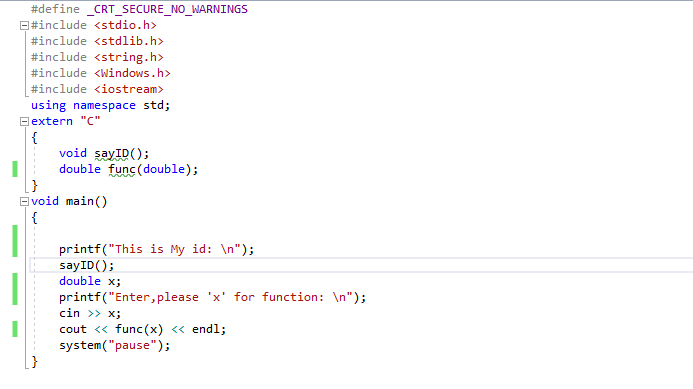 #define _CRT_SECURE_NO_WARNINGS
#include <stdio.h>
#include <stdlib.h>
#include <string.h>
#include <Windows.h>
#include <iostream>
using namespace std;
extern "C"
{
    void sayID();
    double func(double);
}
void main()
{
    printf("This is My id: \n");
    sayID();
    double x;
    printf("Enter,please 'x' for function: \n");
    cin >> x;
    cout << func(x) << endl;
    system("pause");
}